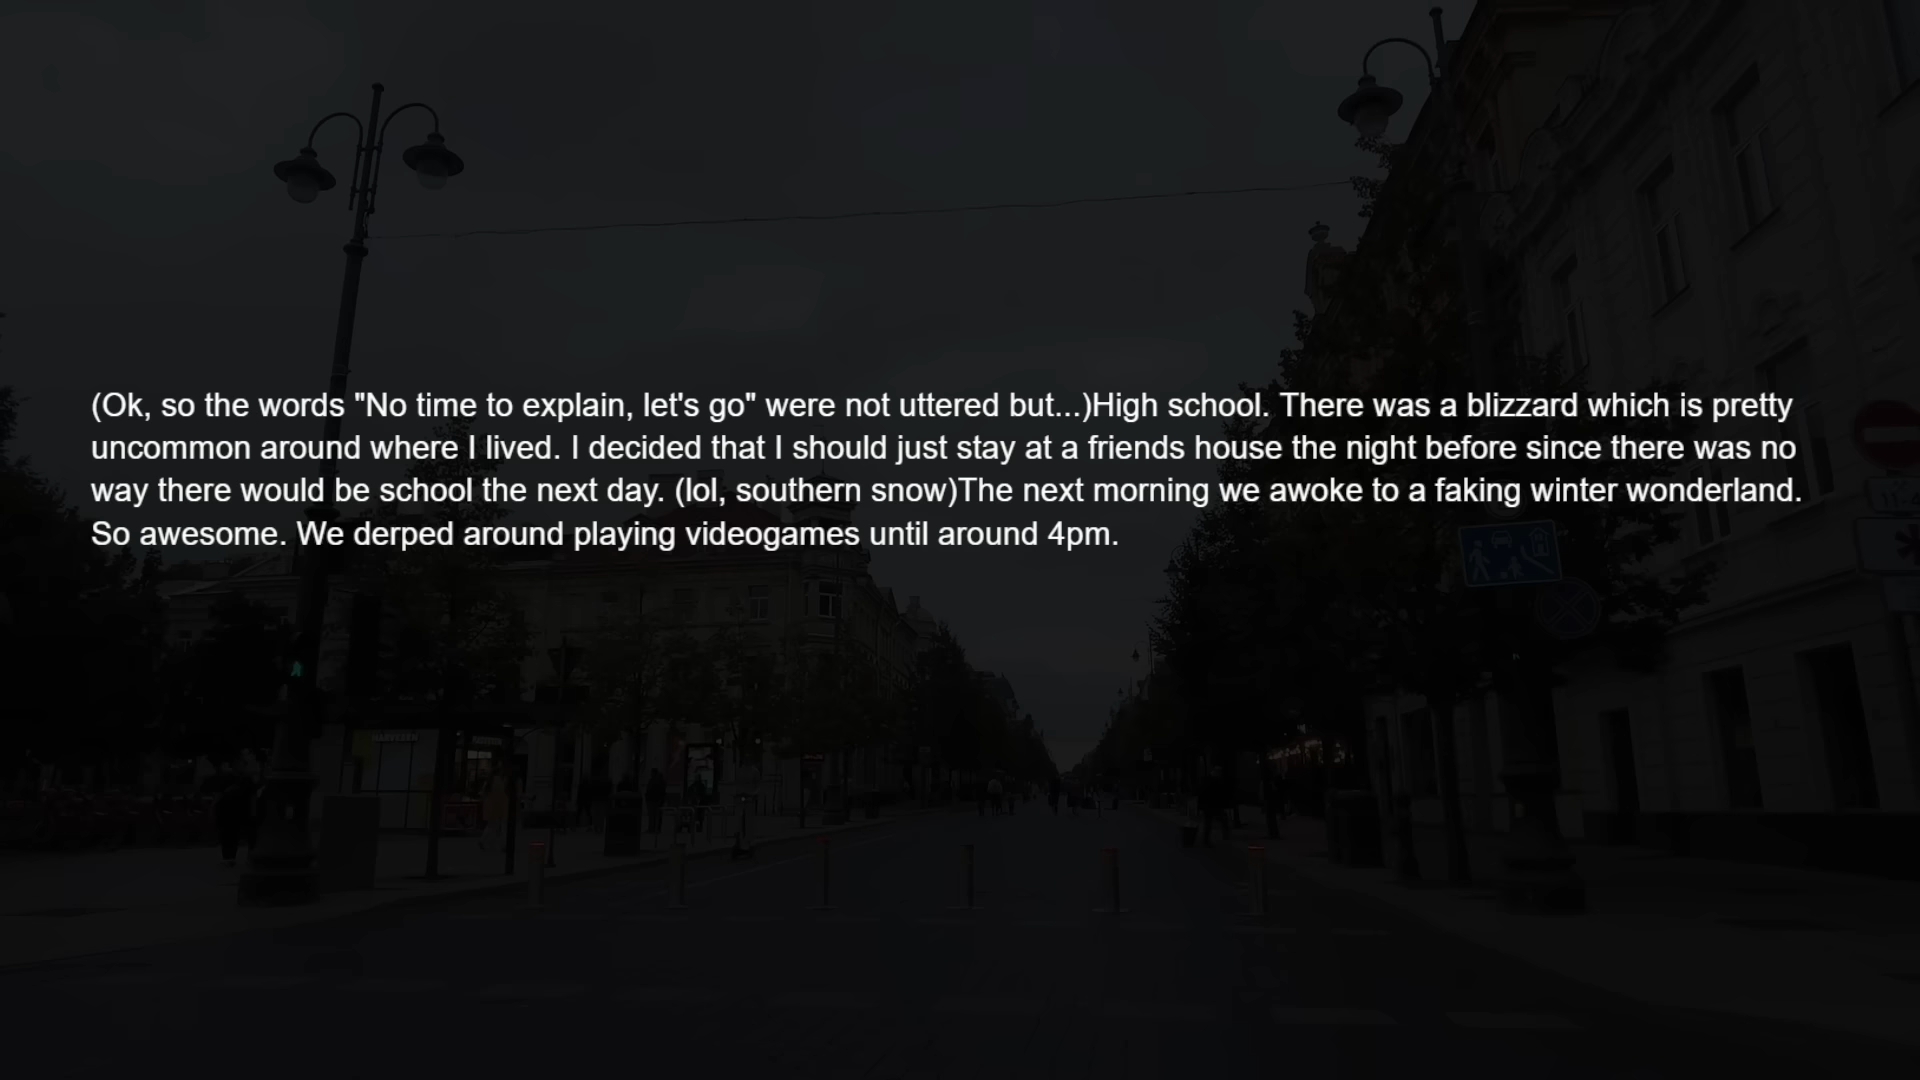 (Ok, so the words "No time to explain, let's go" were not uttered but...)High school. There was a blizzard which is pretty
uncommon around where I lived. I decided that I should just stay at a friends house the night before since there was no
way there would be school the next day. (lol, southern snow)The next morning we awoke to a faking winter wonderland.
So awesome. We derped around playing videogames until around 4pm.